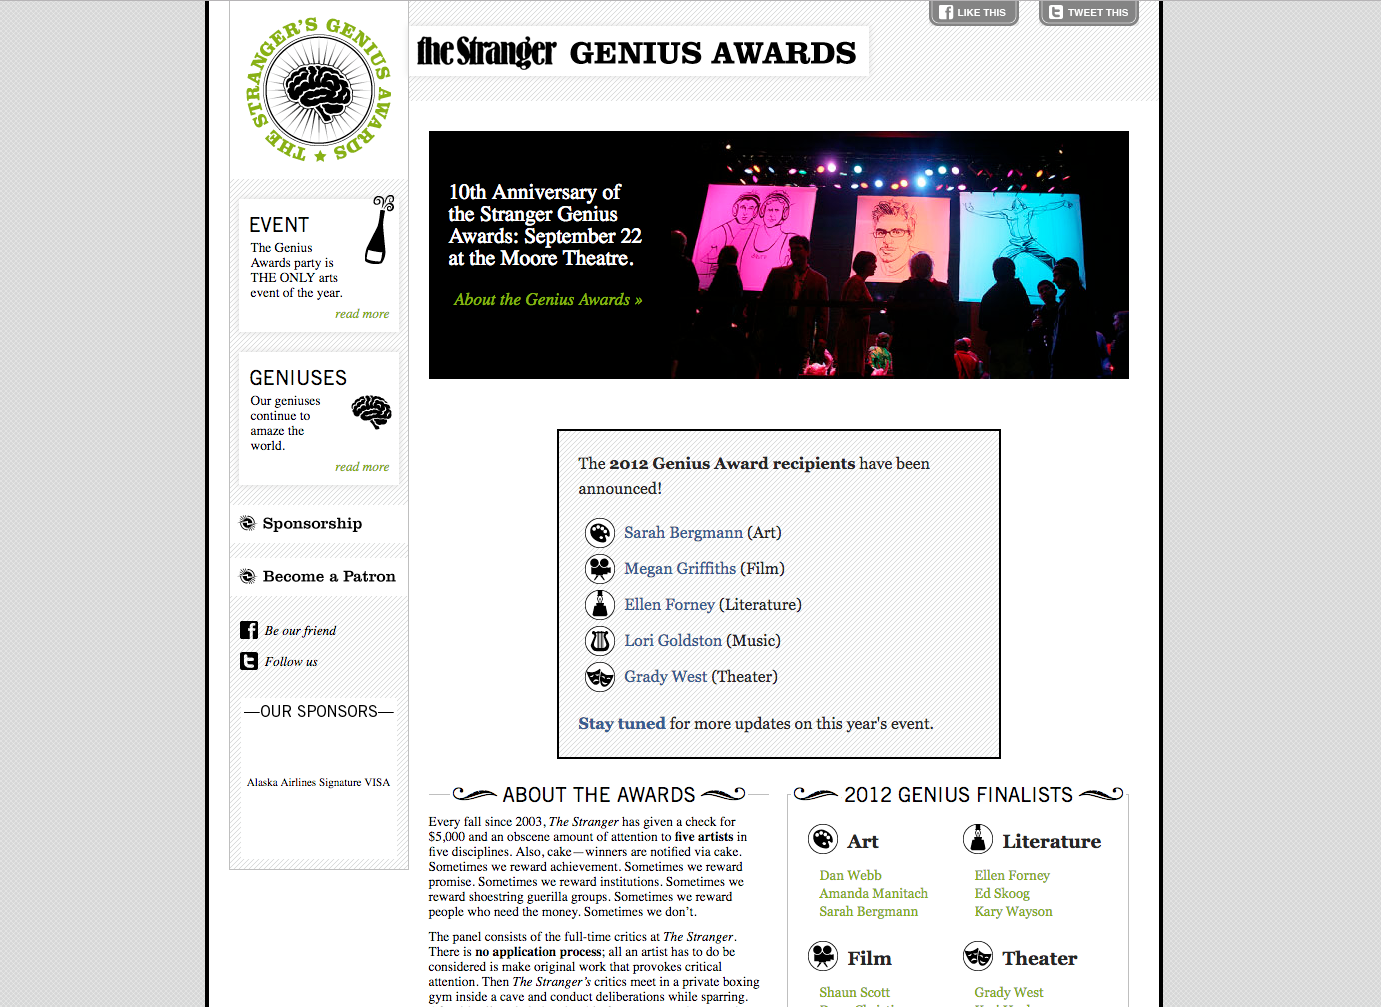 THE STRANGER'S GENIUS AWARDS
LIKE THIS
TWEET THIS
the Stranger GENIUS AWARDS
10th Anniversary of
the Stranger Genius
Awards: September 22
at the Moore Theatre.
About the Genius Awards »
EVENT
The Genius
Awards party is
THE ONLY arts
event of the year.
read more
GENIUSES
Our geniuses
continue to
amaze the
world.
read more
Sponsorship
Become a Patron
Be our friend
Follow us
—OUR SPONSORS—
Alaska Airlines Signature VISA
The 2012 Genius Award recipients have been
announced!
Sarah Bergmann (Art)
Megan Griffiths (Film)
Ellen Forney (Literature)
Lori Goldston (Music)
Grady West (Theater)
Stay tuned for more updates on this year's event.
ABOUT THE AWARDS
Every fall since 2003, The Stranger has given a check for
$5,000 and an obscene amount of attention to five artists in
five disciplines. Also, cake—winners are notified via cake.
Sometimes we reward achievement. Sometimes we reward
promise. Sometimes we reward institutions. Sometimes we
reward shoestring guerilla groups. Sometimes we reward
people who need the money. Sometimes we don't.
The panel consists of the full-time critics at The Stranger.
There is no application process; all an artist has to do be
considered is make original work that provokes critical
attention. Then The Stranger's critics meet in a private boxing
gym inside a cave and conduct deliberations while sparring.
2012 GENIUS FINALISTS
Art
Dan Webb
Amanda Manitach
Sarah Bergmann
Literature
Ellen Forney
Ed Skoog
Kary Wayson
Film
Shaun Scott
Theater
Grady West